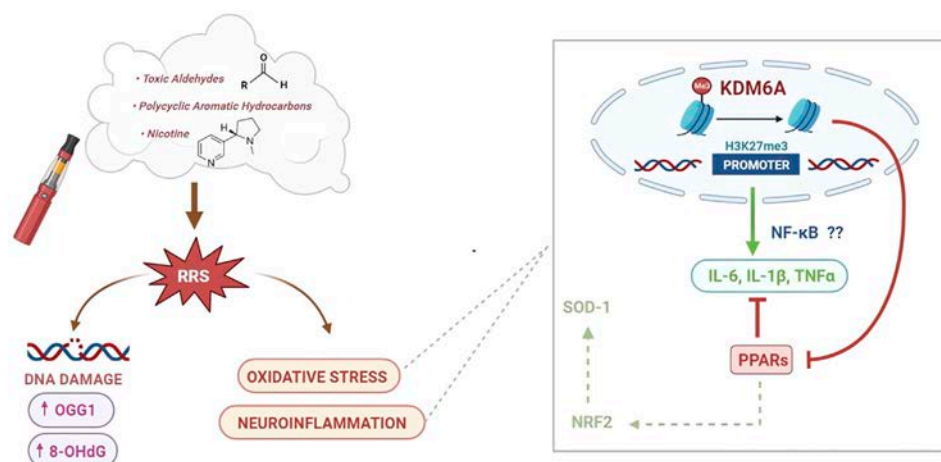 • Toxic Aldehydes
O
R
H
• Polycyclic Aromatic Hydrocarbons
• Nicotine
H
N
N
RRS
DNA DAMAGE
↑ OGG1
↑ 8-OHdG
OXIDATIVE STRESS
NEUROINFLAMMATION
Me3
KDM6A
H3K27me3
PROMOTER
NF-κB ??
IL-6, IL-1β, TNFα
SOD-1
PPARs
NRF2